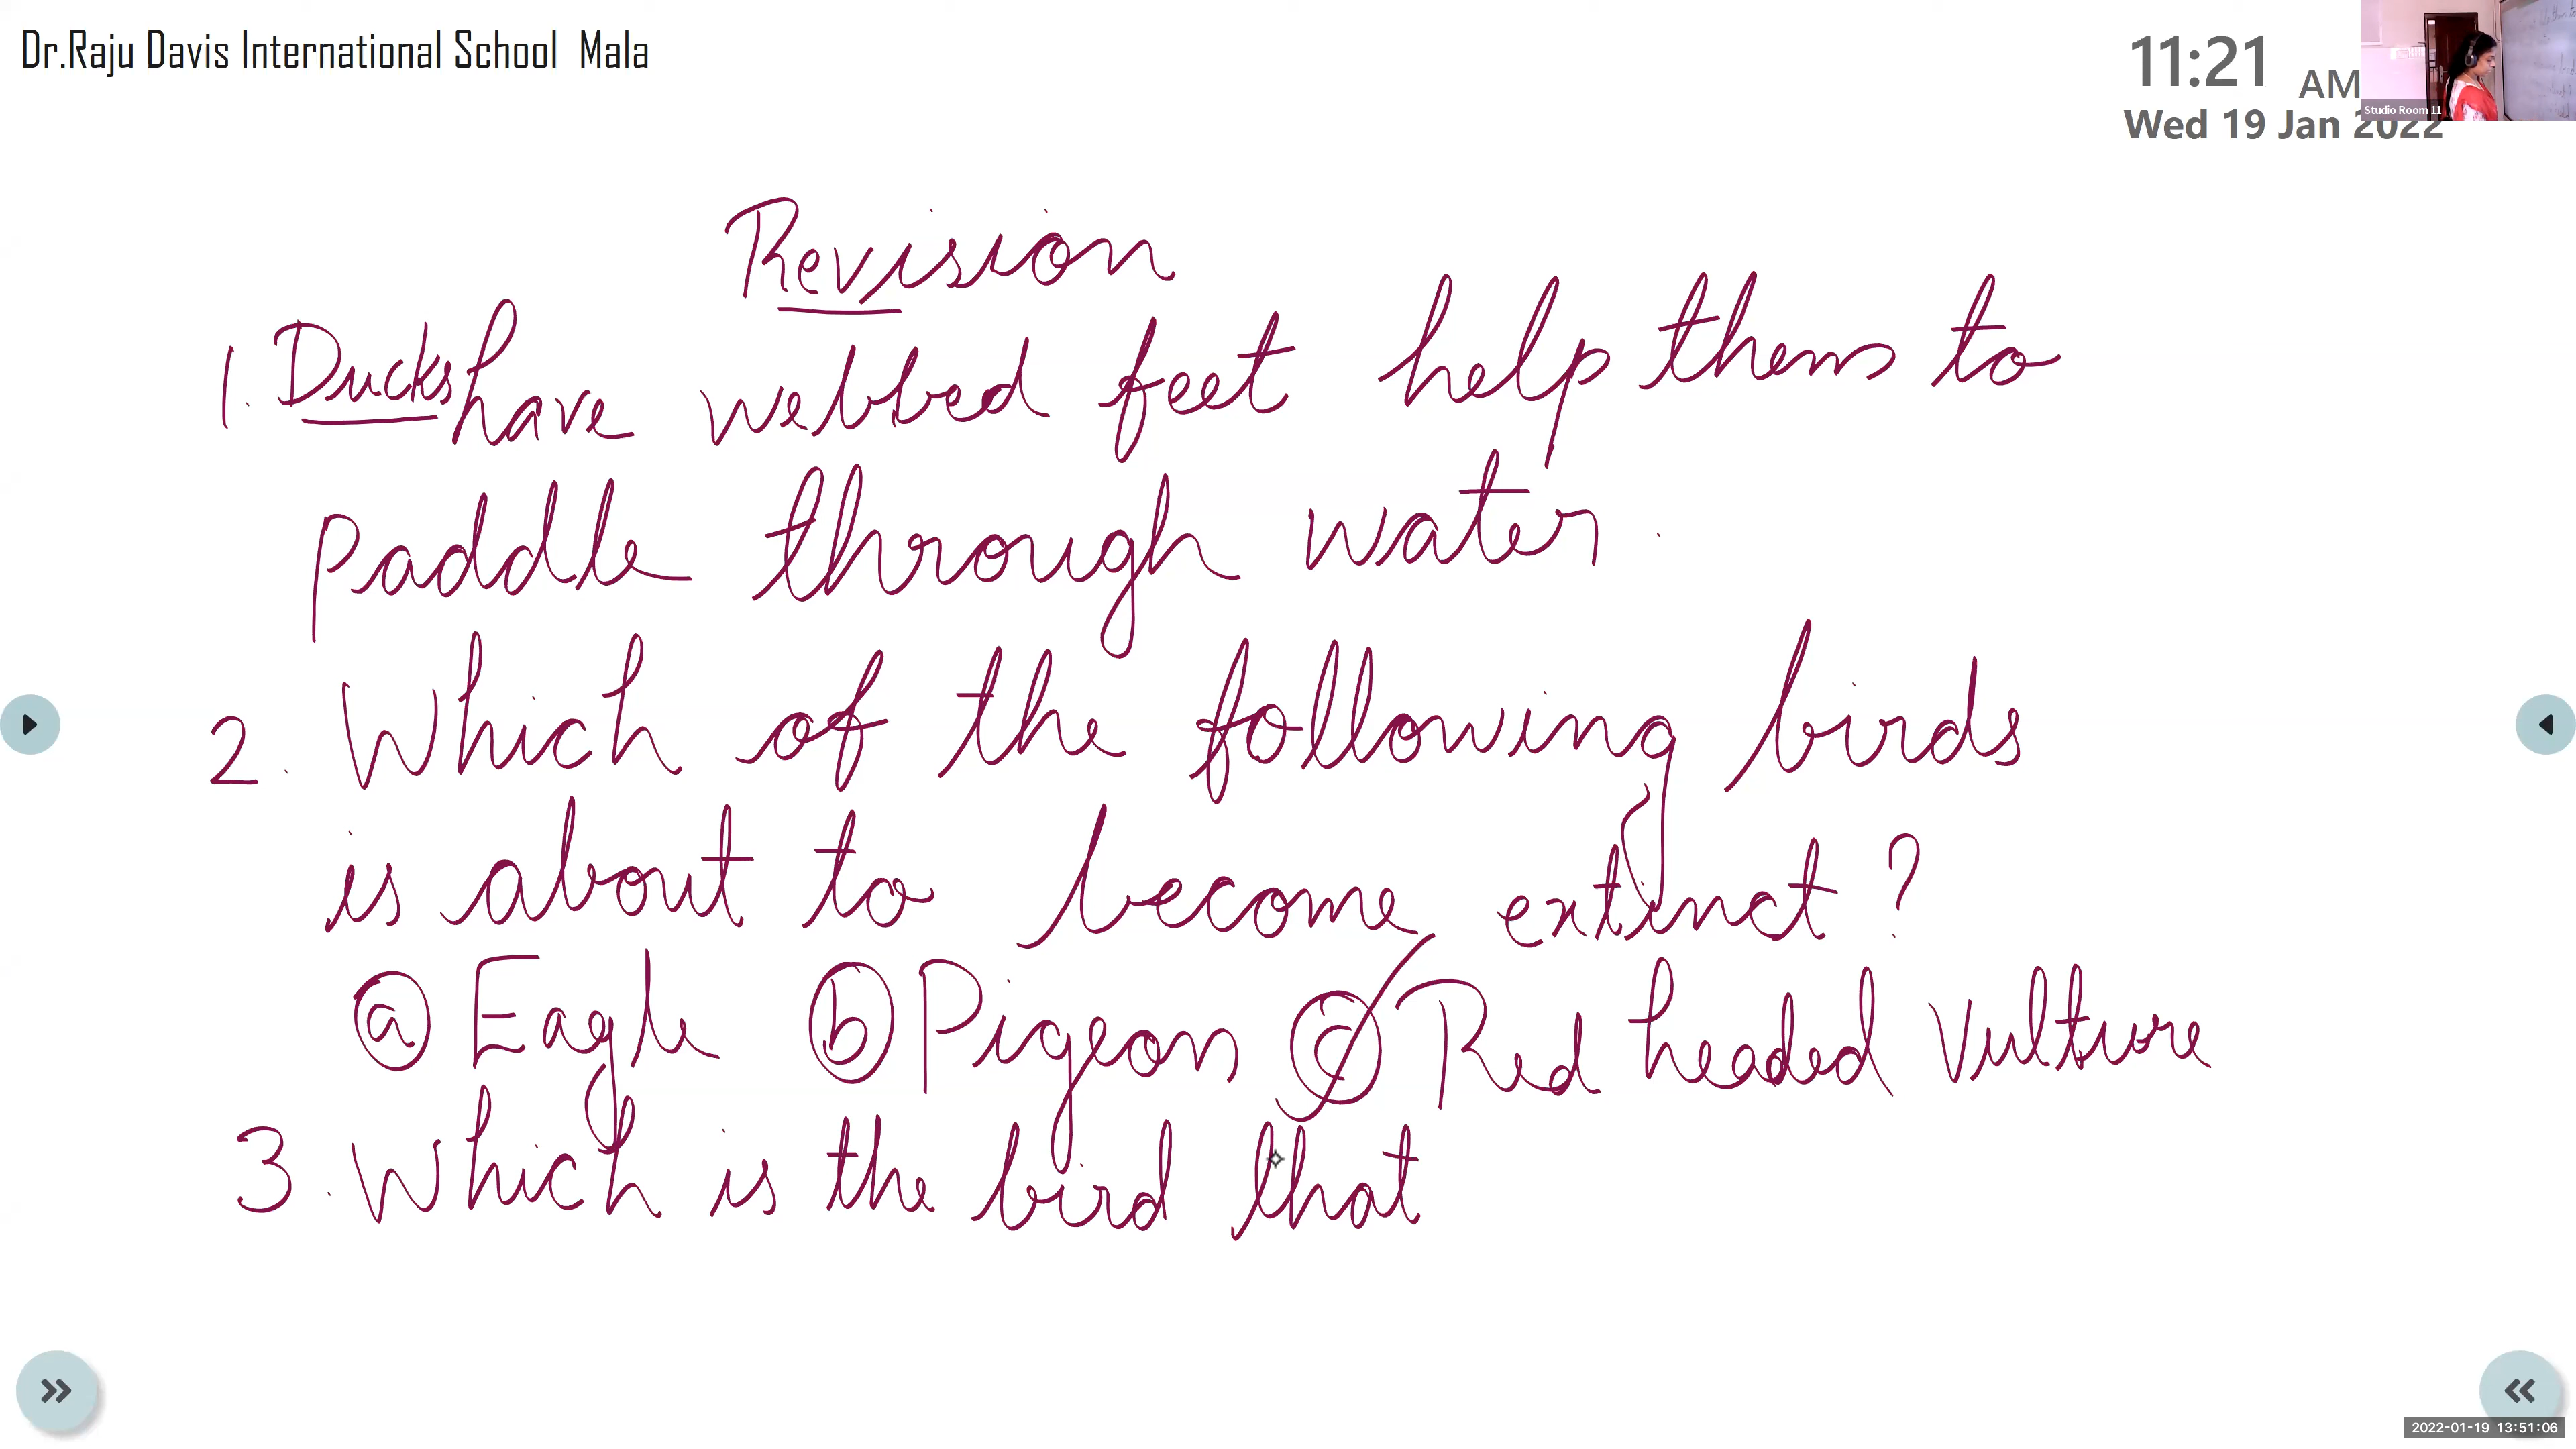 Dr.Raju Davis International School Mala
11:21 AM
Studio Room 11
Wed 19 Jan 2022
Revision
1. Ducks have webbed feet help them to
paddle through water.
2. Which of the following birds
is about to become extinct?
a Eagle b Pigeon c Red headed Vulture
3. Which is the bird that
2022-01-19 13:51:06